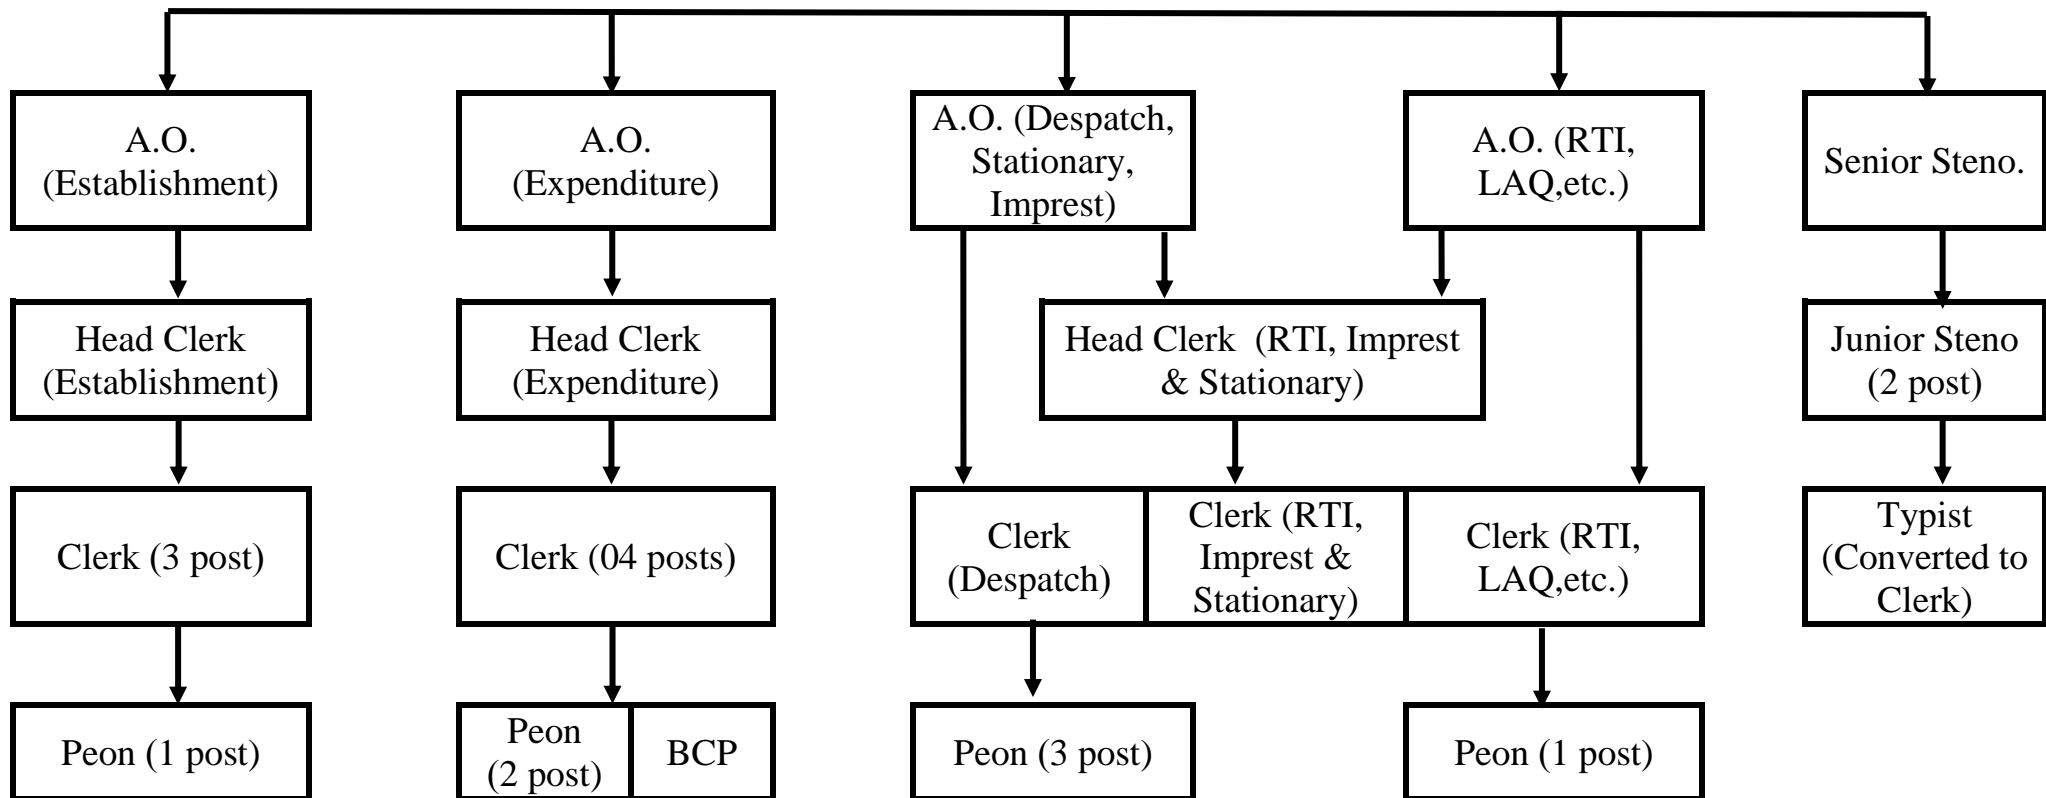 A.O.
(Establishment)
A.O.
(Expenditure)
A.O. (Despatch,
Stationary,
Imprest)
A.O. (RTI,
LAQ,etc.)
Senior Steno.
Head Clerk
(Establishment)
Head Clerk
(Expenditure)
Head Clerk (RTI, Imprest
& Stationary)
Junior Steno
(2 post)
Clerk (3 post)
Clerk (04 posts)
Clerk
(Despatch)
Clerk (RTI,
Imprest &
Stationary)
Clerk (RTI,
LAQ,etc.)
Typist
(Converted to
Clerk)
Peon (1 post)
Peon
(2 post)
BCP
Peon (3 post)
Peon (1 post)